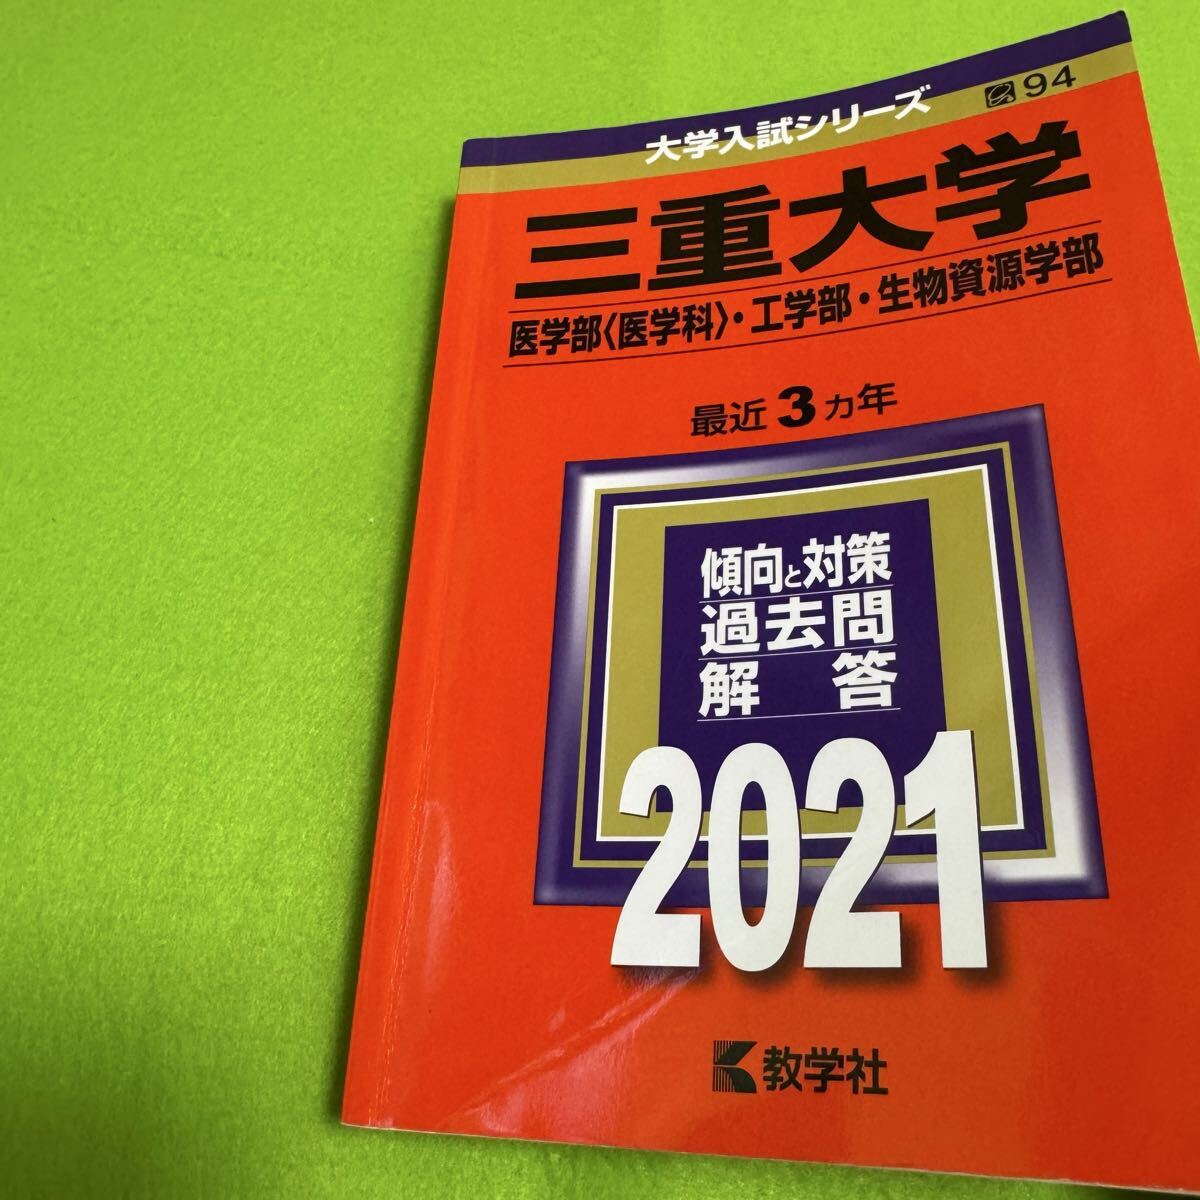 大学入試シリーズ
94
三重大学
医学部〈医学科〉・工学部・生物資源学部
最近3カ年
傾向と対策
過去問
解答
2021
教学社